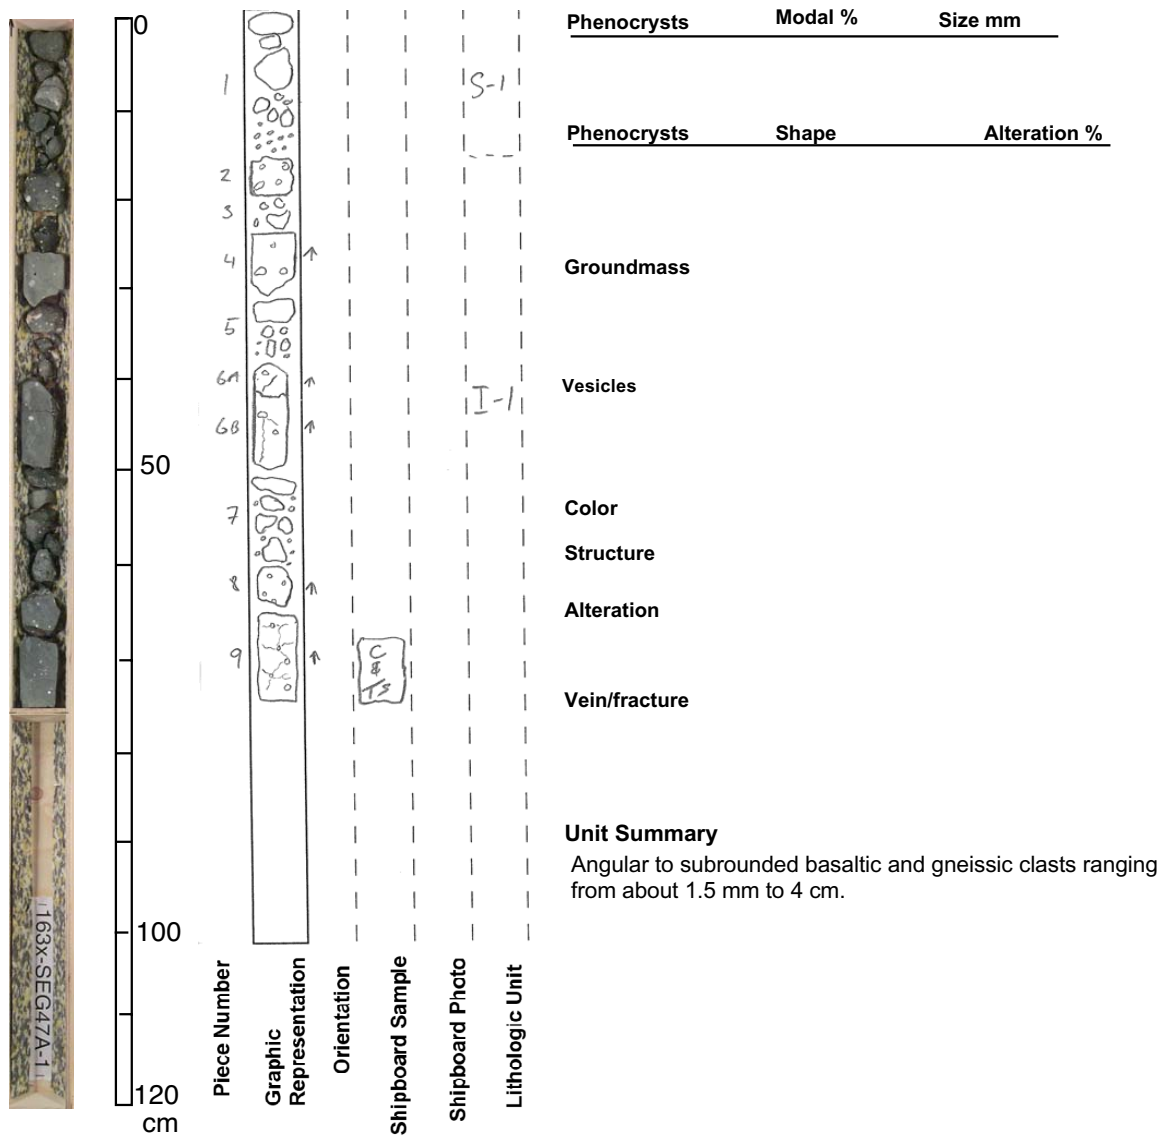 0
50
100
120
cm
163x-SEG47A-1
1
2
3
4
5
6A
6B
7
8
9
S-1
I-1
C
&
TS
Piece Number
Graphic
Representation
Orientation
Shipboard Sample
Shipboard Photo
Lithologic Unit
Phenocrysts Modal % Size mm
Phenocrysts Shape Alteration %
Groundmass
Vesicles
Color
Structure
Alteration
Vein/fracture
Unit Summary
Angular to subrounded basaltic and gneissic clasts ranging
from about 1.5 mm to 4 cm.